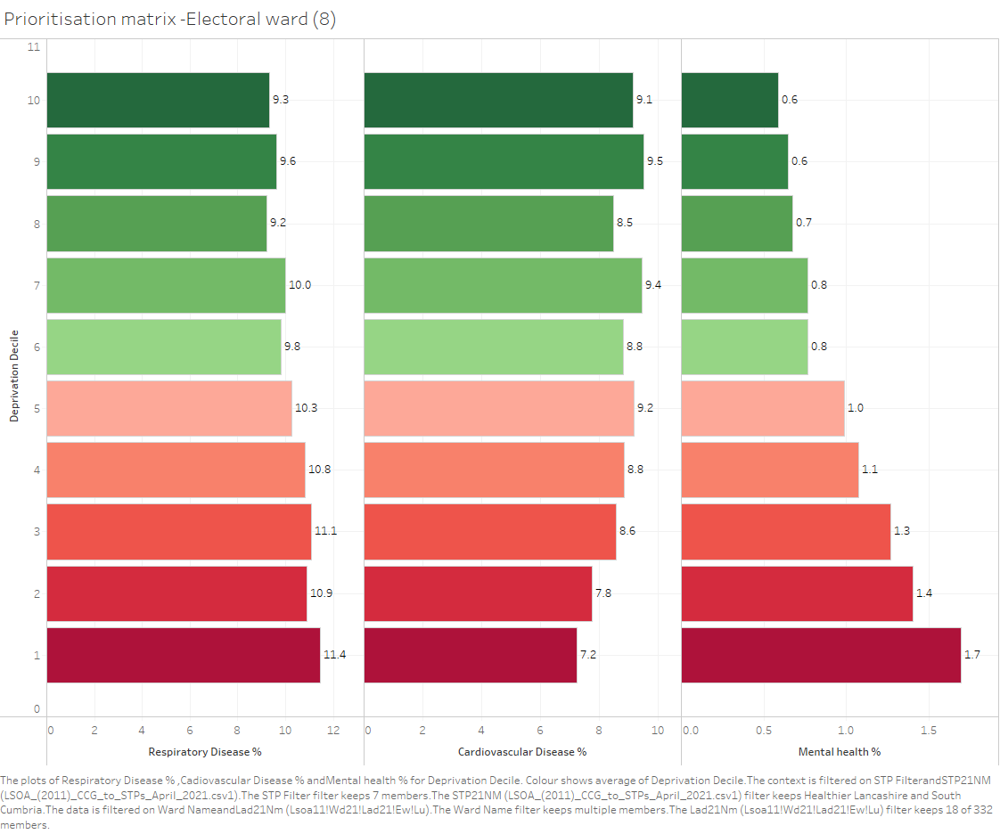 Prioritisation matrix -Electoral ward (8)
11
10 9.3 9.1 0.6
9 9.6 9.5 0.6
8 9.2 8.5 0.7
7 10.0 9.4 0.8
6 9.8 8.8 0.8
5 10.3 9.2 1.0
4 10.8 8.8 1.1
3 11.1 8.6 1.3
2 10.9 7.8 1.4
1 11.4 7.2 1.7
0
Deprivation Decile
0 2 4 6 8 10 12 0 2 4 6 8 10 0.0 0.5 1.0 1.5
Respiratory Disease % Cardiovascular Disease % Mental health %
The plots of Respiratory Disease % ,Cadiovascular Disease % andMental health % for Deprivation Decile. Colour shows average of Deprivation Decile.The context is filtered on STP FilterandSTP21NM
(LSOA_(2011)_CCG_to_STPs_April_2021.csv1).The STP Filter filter keeps 7 members.The STP21NM (LSOA_(2011)_CCG_to_STPs_April_2021.csv1) filter keeps Healthier Lancashire and South
Cumbria.The data is filtered on Ward NameandLad21Nm (Lsoa11!Wd21!Lad21!Ew!Lu).The Ward Name filter keeps multiple members.The Lad21Nm (Lsoa11!Wd21!Lad21!Ew!Lu) filter keeps 18 of 332
members.